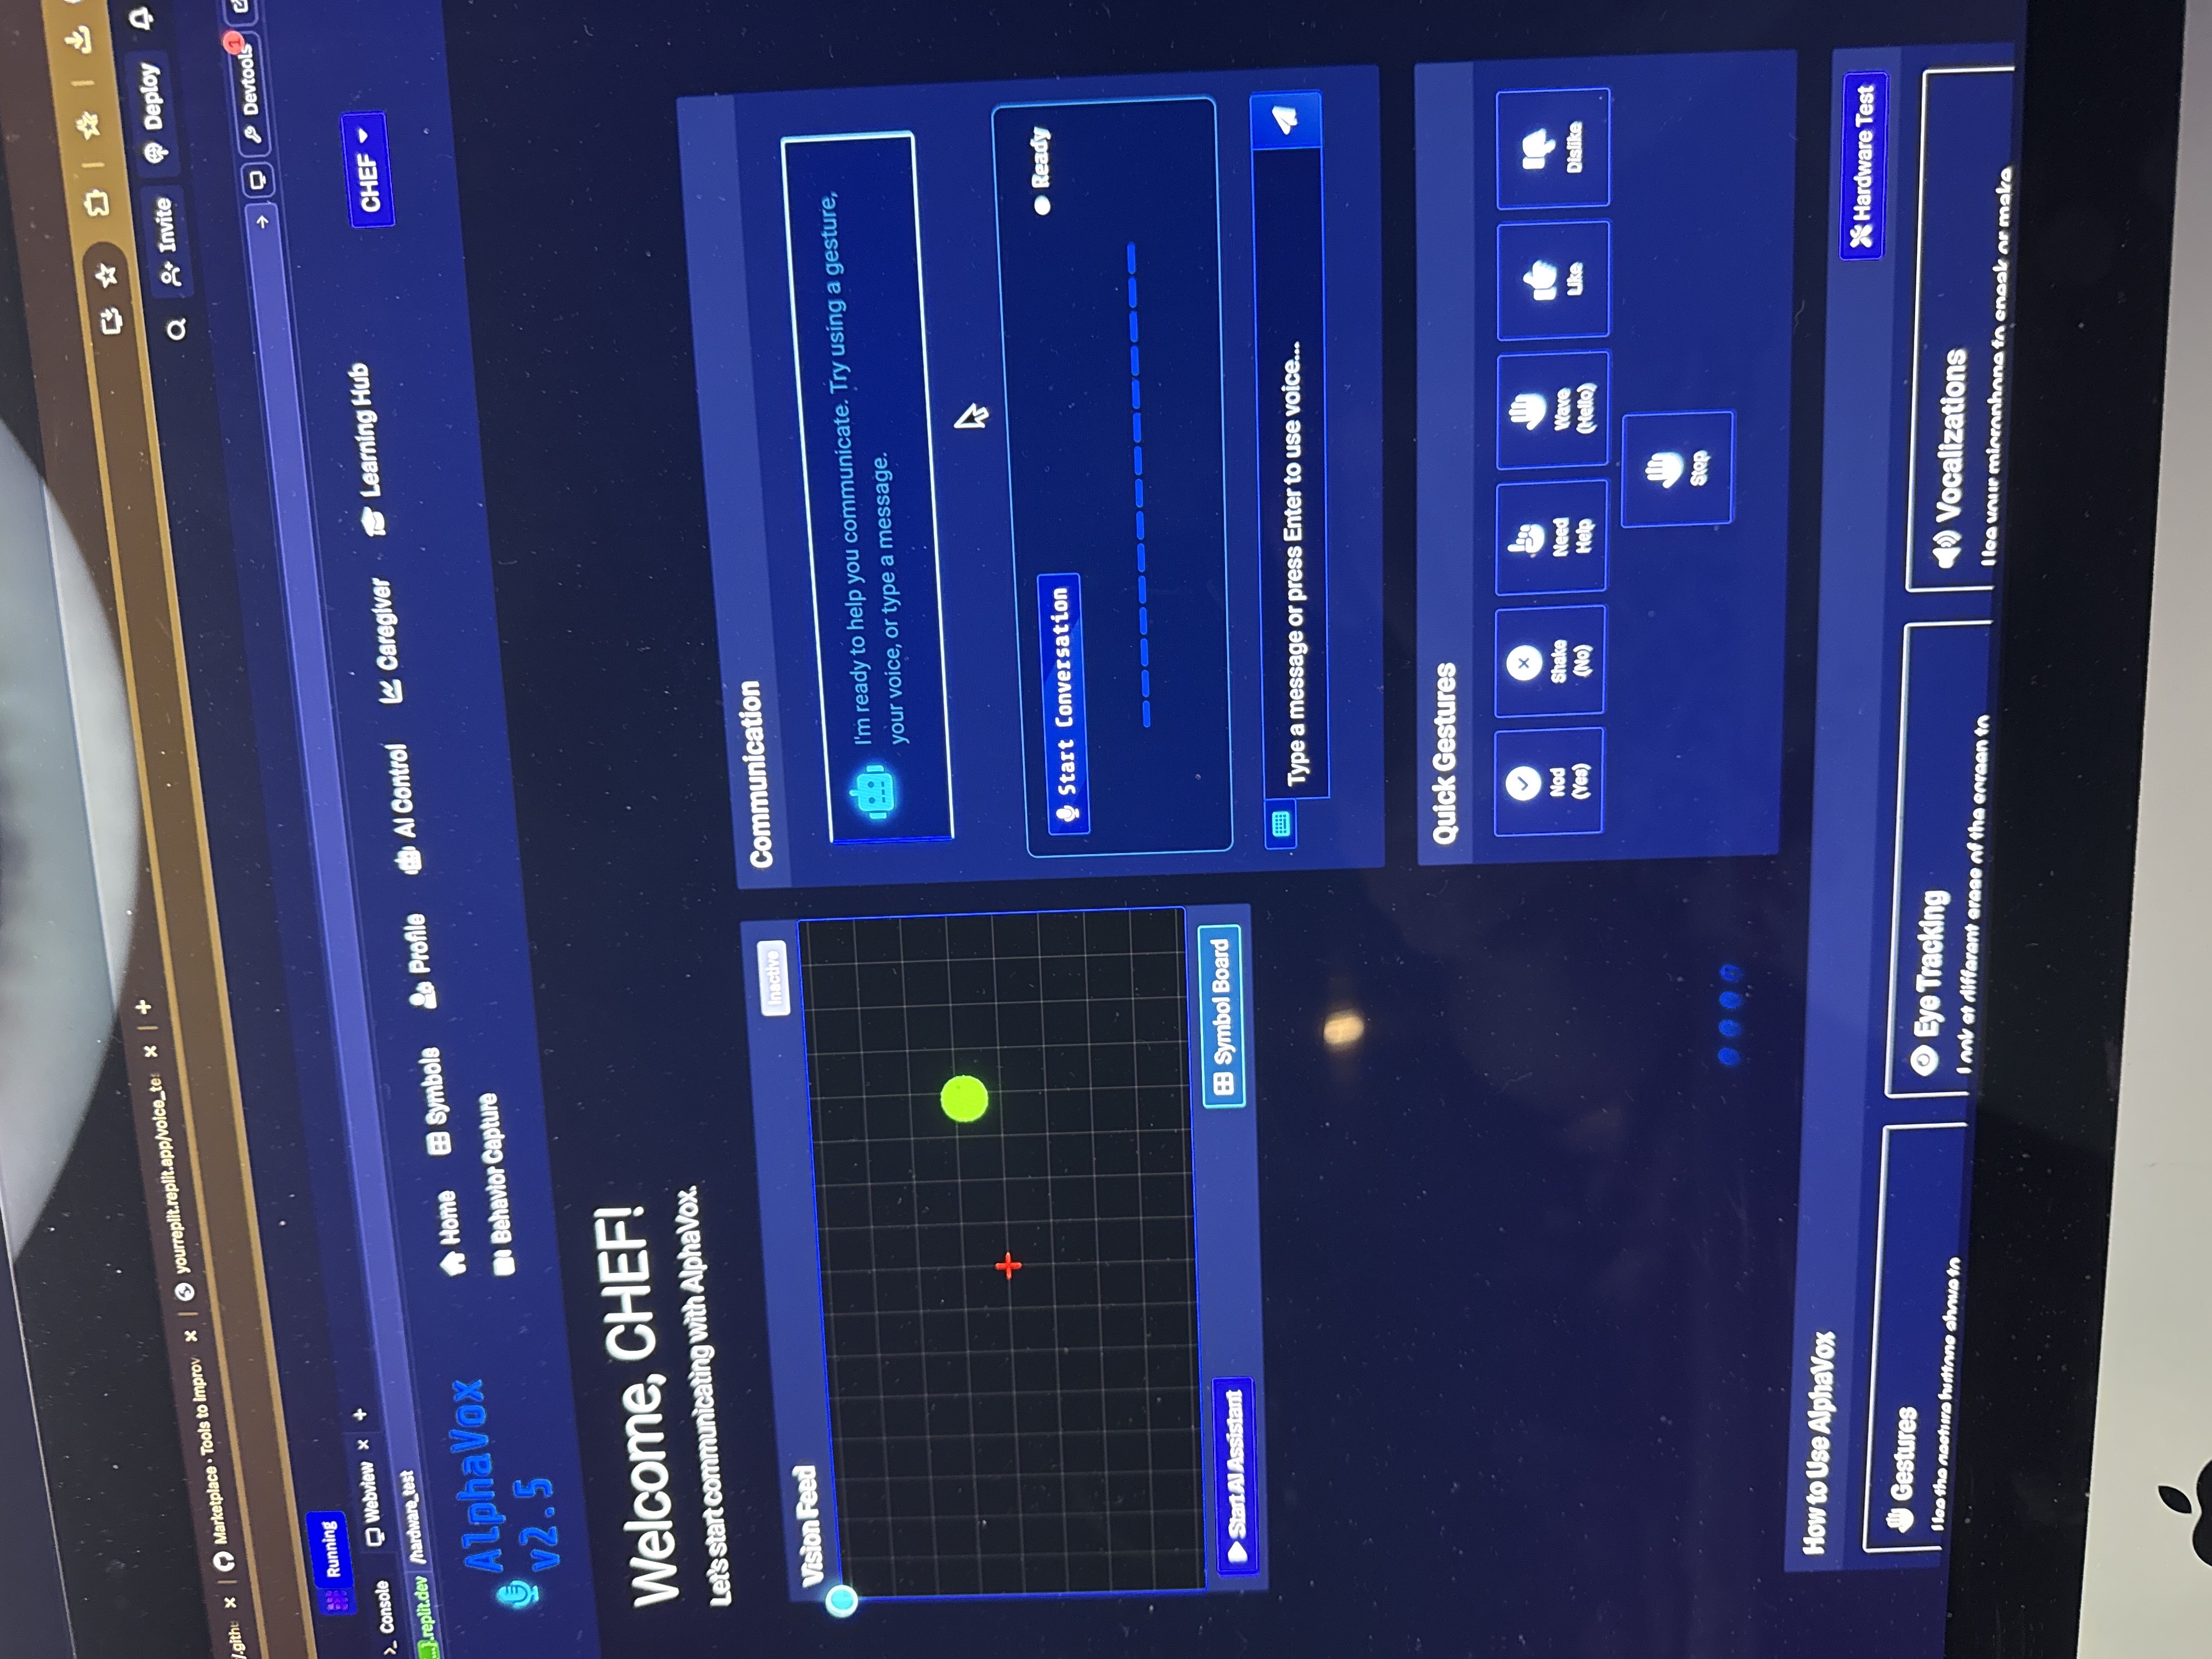 Marketplace · Tools to Improv
yourreplit.replit.app/voice_te
Invite
Deploy
Running
Devtools
1
Console
Webview
.replit.dev
/hardware_test
AlphaVox
v2.5
Home
Symbols
Profile
AI Control
Caregiver
Learning Hub
CHEF
Behavior Capture
Welcome, CHEF!
Let's start communicating with AlphaVox.
Vision Feed
Inactive
Start AI Assistant
Symbol Board
Communication
I'm ready to help you communicate. Try using a gesture,
your voice, or type a message.
Start Conversation
Ready
Type a message or press Enter to use voice...
Quick Gestures
Nod
(Yes)
Shake
(No)
Need
Help
Wave
(Hello)
Like
Dislike
Stop
How to Use AlphaVox
Hardware Test
Gestures
Use the gesture buttons above to
Eye Tracking
Look at different areas of the screen to
Vocalizations
Use your microphone to speak or make